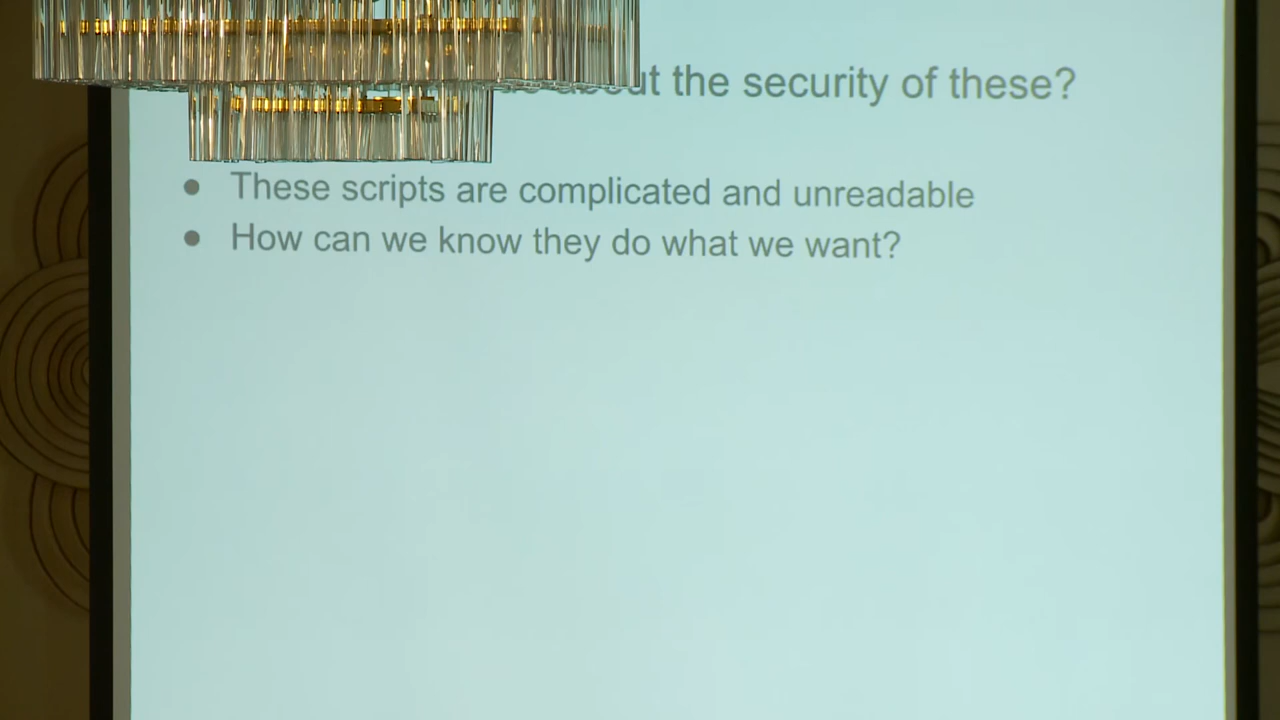 the security of these?
These scripts are complicated and unreadable
How can we know they do what we want?